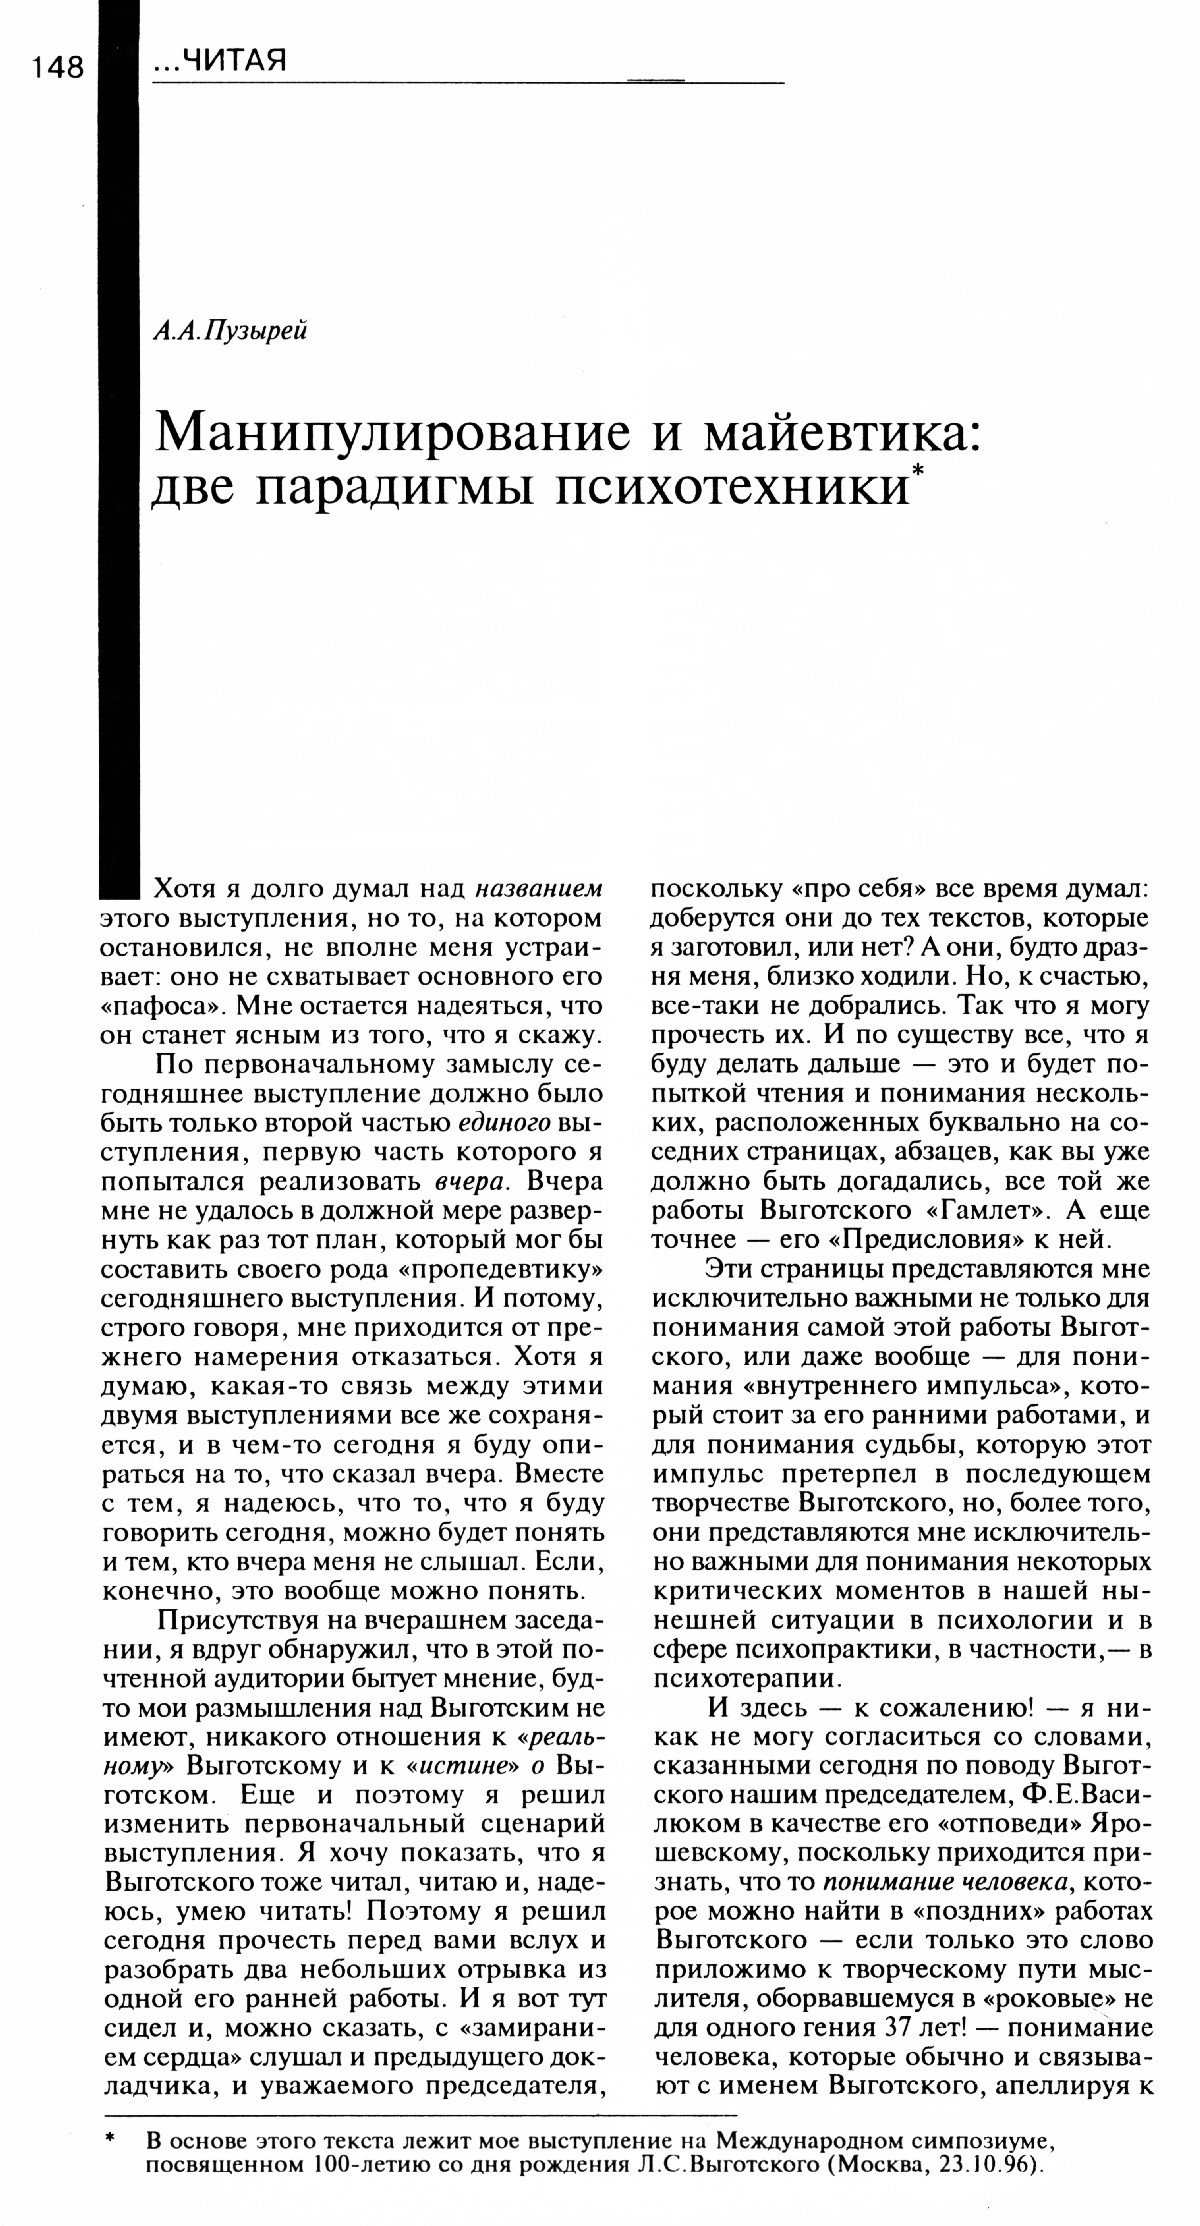 148
...ЧИТАЯ
А.А.Пузырей
Манипулирование и майевтика:
две парадигмы психотехники*
Хотя я долго думал над названием
этого выступления, но то, на котором
остановился, не вполне меня устраи-
вает: оно не схватывает основного его
«пафоса». Мне остается надеяться, что
он станет ясным из того, что я скажу.
По первоначальному замыслу се-
годняшнее выступление должно было
быть только второй частью единого вы-
ступления, первую часть которого я
попытался реализовать вчера. Вчера
мне не удалось в должной мере развер-
нуть как раз тот план, который мог бы
составить своего рода «пропедевтику»
сегодняшнего выступления. И потому,
строго говоря, мне приходится от пре-
жнего намерения отказаться. Хотя я
думаю, какая-то связь между этими
двумя выступлениями все же сохраня-
ется, и в чем-то сегодня я буду опи-
раться на то, что сказал вчера. Вместе
с тем, я надеюсь, что то, что я буду
говорить сегодня, можно будет понять
и тем, кто вчера меня не слышал. Если,
конечно, это вообще можно понять.
Присутствуя на вчерашнем заседа-
нии, я вдруг обнаружил, что в этой по-
чтенной аудитории бытует мнение, буд-
то мои размышления над Выготским не
имеют, никакого отношения к «реаль-
ному» Выготскому и к «истине» о Вы-
готском. Еще и поэтому я решил
изменить первоначальный сценарий
выступления. Я хочу показать, что я
Выготского тоже читал, читаю и, наде-
юсь, умею читать! Поэтому я решил
сегодня прочесть перед вами вслух и
разобрать два небольших отрывка из
одной его ранней работы. И я вот тут
сидел и, можно сказать, с «замирани-
ем сердца» слушал и предыдущего док-
ладчика, и уважаемого председателя,
поскольку «про себя» все время думал:
доберутся они до тех текстов, которые
я заготовил, или нет? А они, будто драз-
ня меня, близко ходили. Но, к счастью,
все-таки не добрались. Так что я могу
прочесть их. И по существу все, что я
буду делать дальше — это и будет по-
пыткой чтения и понимания несколь-
ких, расположенных буквально на со-
седних страницах, абзацев, как вы уже
должно быть догадались, все той же
работы Выготского «Гамлет». А еще
точнее — его «Предисловия» к ней.
Эти страницы представляются мне
исключительно важными не только для
понимания самой этой работы Выгот-
ского, или даже вообще — для пони-
мания «внутреннего импульса», кото-
рый стоит за его ранними работами, и
для понимания судьбы, которую этот
импульс претерпел в последующем
творчестве Выготского, но, более того,
они представляются мне исключитель-
но важными для понимания некоторых
критических моментов в нашей ны-
нешней ситуации в психологии и в
сфере психопрактики, в частности,— в
психотерапии.
И здесь — к сожалению! — я ни-
как не могу согласиться со словами,
сказанными сегодня по поводу Выгот-
ского нашим председателем, Ф.Е.Васи-
люком в качестве его «отповеди» Яро-
шевскому, поскольку приходится при-
знать, что то понимание человека, кото-
рое можно найти в «поздних» работах
Выготского — если только это слово
приложимо к творческому пути мыс-
лителя, оборвавшемуся в «роковые» не
для одного гения 37 лет! — понимание
человека, которые обычно и связыва-
ют с именем Выготского, апеллируя к
* В основе этого текста лежит мое выступление на Международном симпозиуме,
посвященном 100-летию со дня рождения Л.С.Выготского (Москва, 23.10.96).